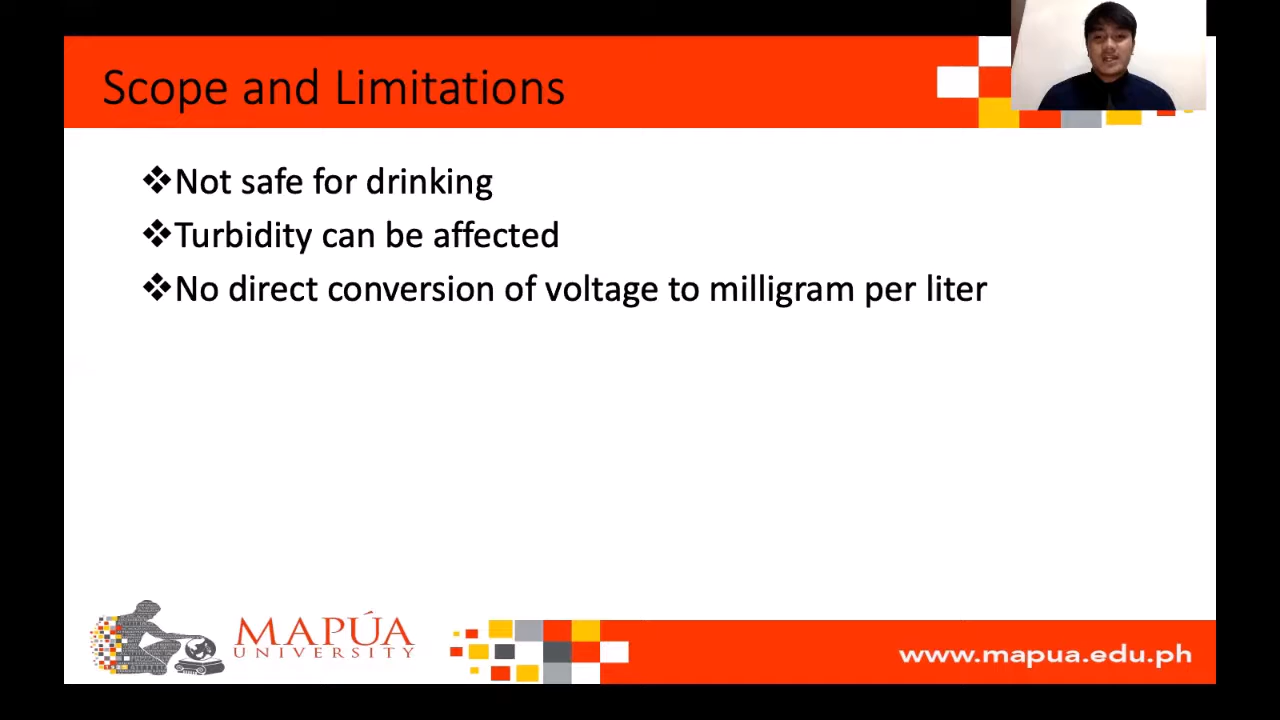 Scope and Limitations
❖Not safe for drinking
❖Turbidity can be affected
❖No direct conversion of voltage to milligram per liter
MAPÚA
UNIVERSITY
www.mapua.edu.ph